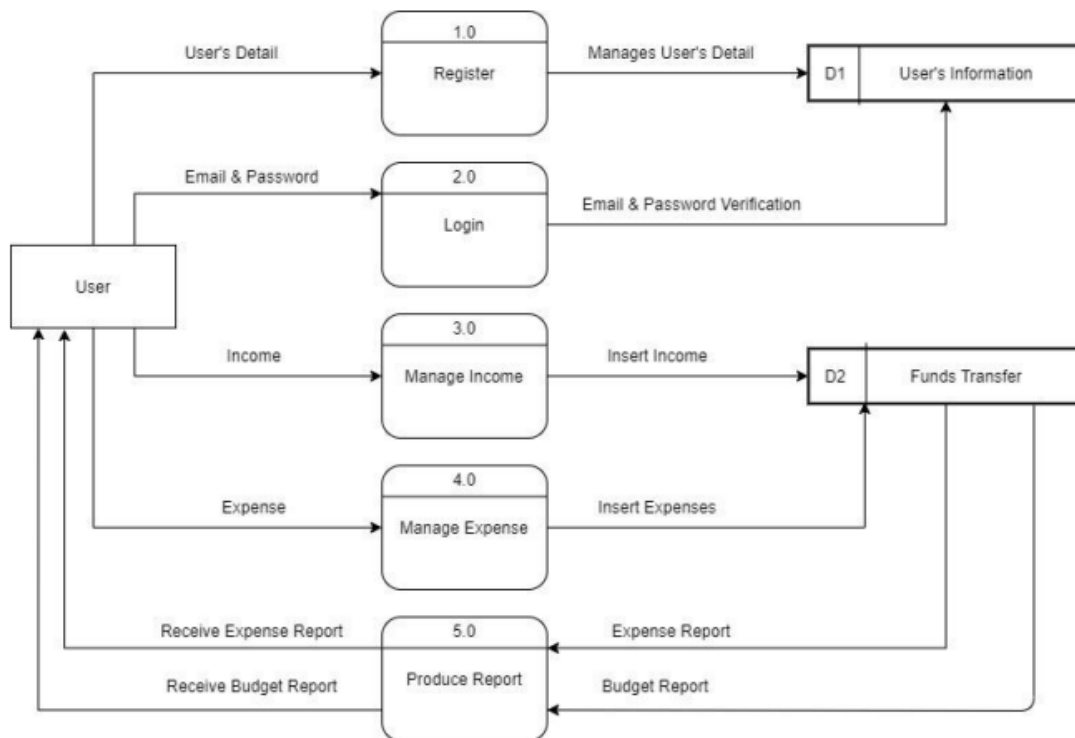 1.0
User's Detail
Manages User's Detail
Register
D1
User's Information
2.0
Email & Password
Email & Password Verification
Login
User
3.0
Income
Insert Income
Manage Income
D2
Funds Transfer
4.0
Expense
Insert Expenses
Manage Expense
5.0
Receive Expense Report
Expense Report
Produce Report
Receive Budget Report
Budget Report